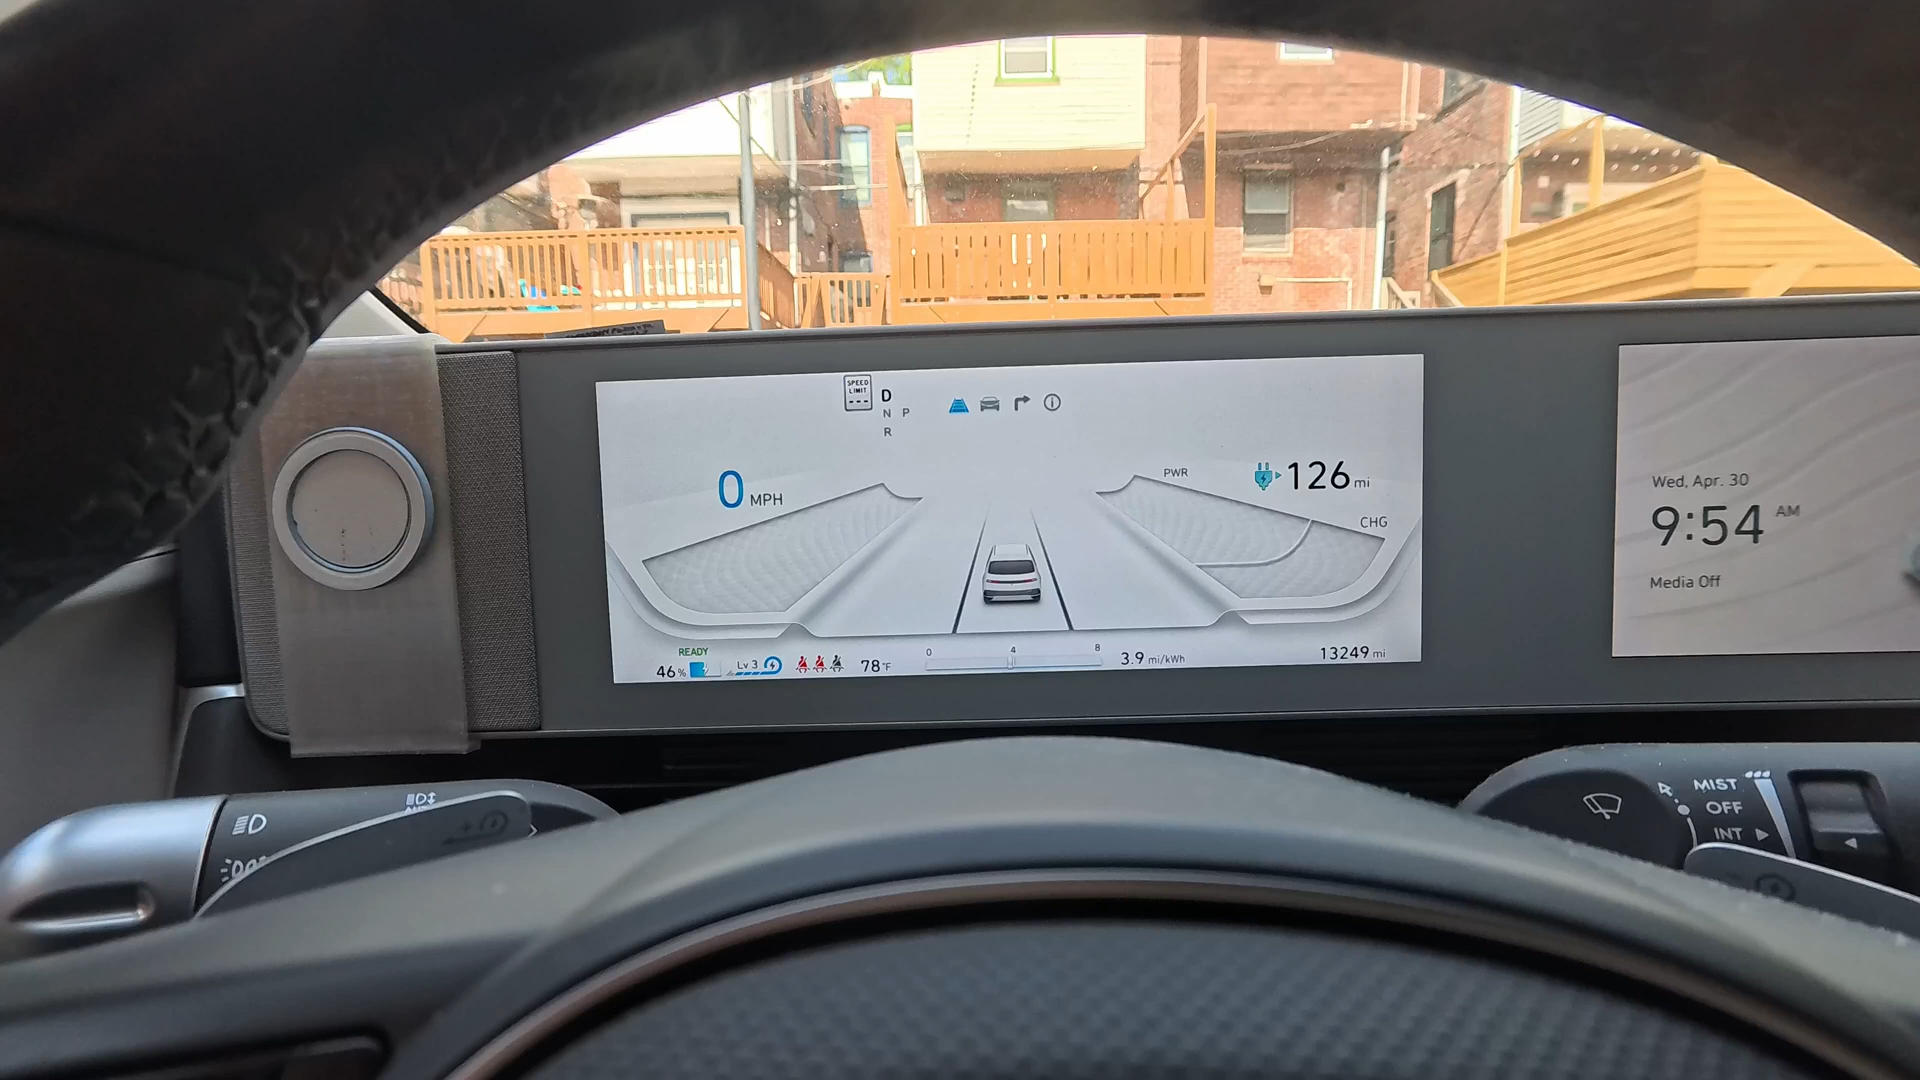 SPEED
LIMIT
---
D
N P
R
0 MPH
PWR
126 mi
CHG
READY
46%
Lv 3
78°F
0 4 8
3.9 mi/kWh
13249 mi
Wed, Apr. 30
9:54 AM
Media Off
MIST
OFF
INT